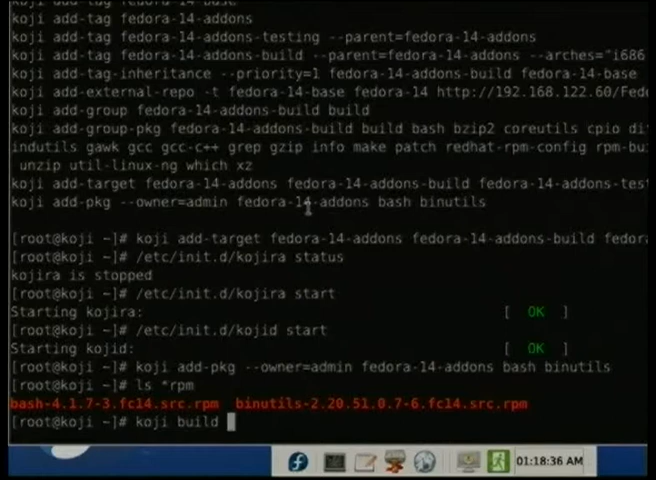 koji add-tag fedora-14-base
koji add-tag fedora-14-addons
koji add-tag fedora-14-addons-testing --parent=fedora-14-addons
koji add-tag fedora-14-addons-build --parent=fedora-14-addons --arches="i686
koji add-tag-inheritance --priority=1 fedora-14-addons-build fedora-14-base
koji add-external-repo -t fedora-14-base fedora-14 http://192.168.122.60/Fed
koji add-group fedora-14-addons-build build
koji add-group-pkg fedora-14-addons-build build bash bzip2 coreutils cpio di
indutils gawk gcc gcc-c++ grep gzip info make patch redhat-rpm-config rpm-bu
unzip util-linux-ng which xz
koji add-target fedora-14-addons fedora-14-addons-build fedora-14-addons-tes
koji add-pkg --owner=admin fedora-14-addons bash binutils
[root@koji ~]# koji add-target fedora-14-addons fedora-14-addons-build fedora
[root@koji ~]# /etc/init.d/kojira status
kojira is stopped
[root@koji ~]# /etc/init.d/kojira start
Starting kojira: [ OK ]
[root@koji ~]# /etc/init.d/kojid start
Starting kojid: [ OK ]
[root@koji ~]# koji add-pkg --owner=admin fedora-14-addons bash binutils
[root@koji ~]# ls *rpm
bash-4.1.7-3.fc14.src.rpm binutils-2.20.51.0.7-6.fc14.src.rpm
[root@koji ~]# koji build
01:18:36 AM